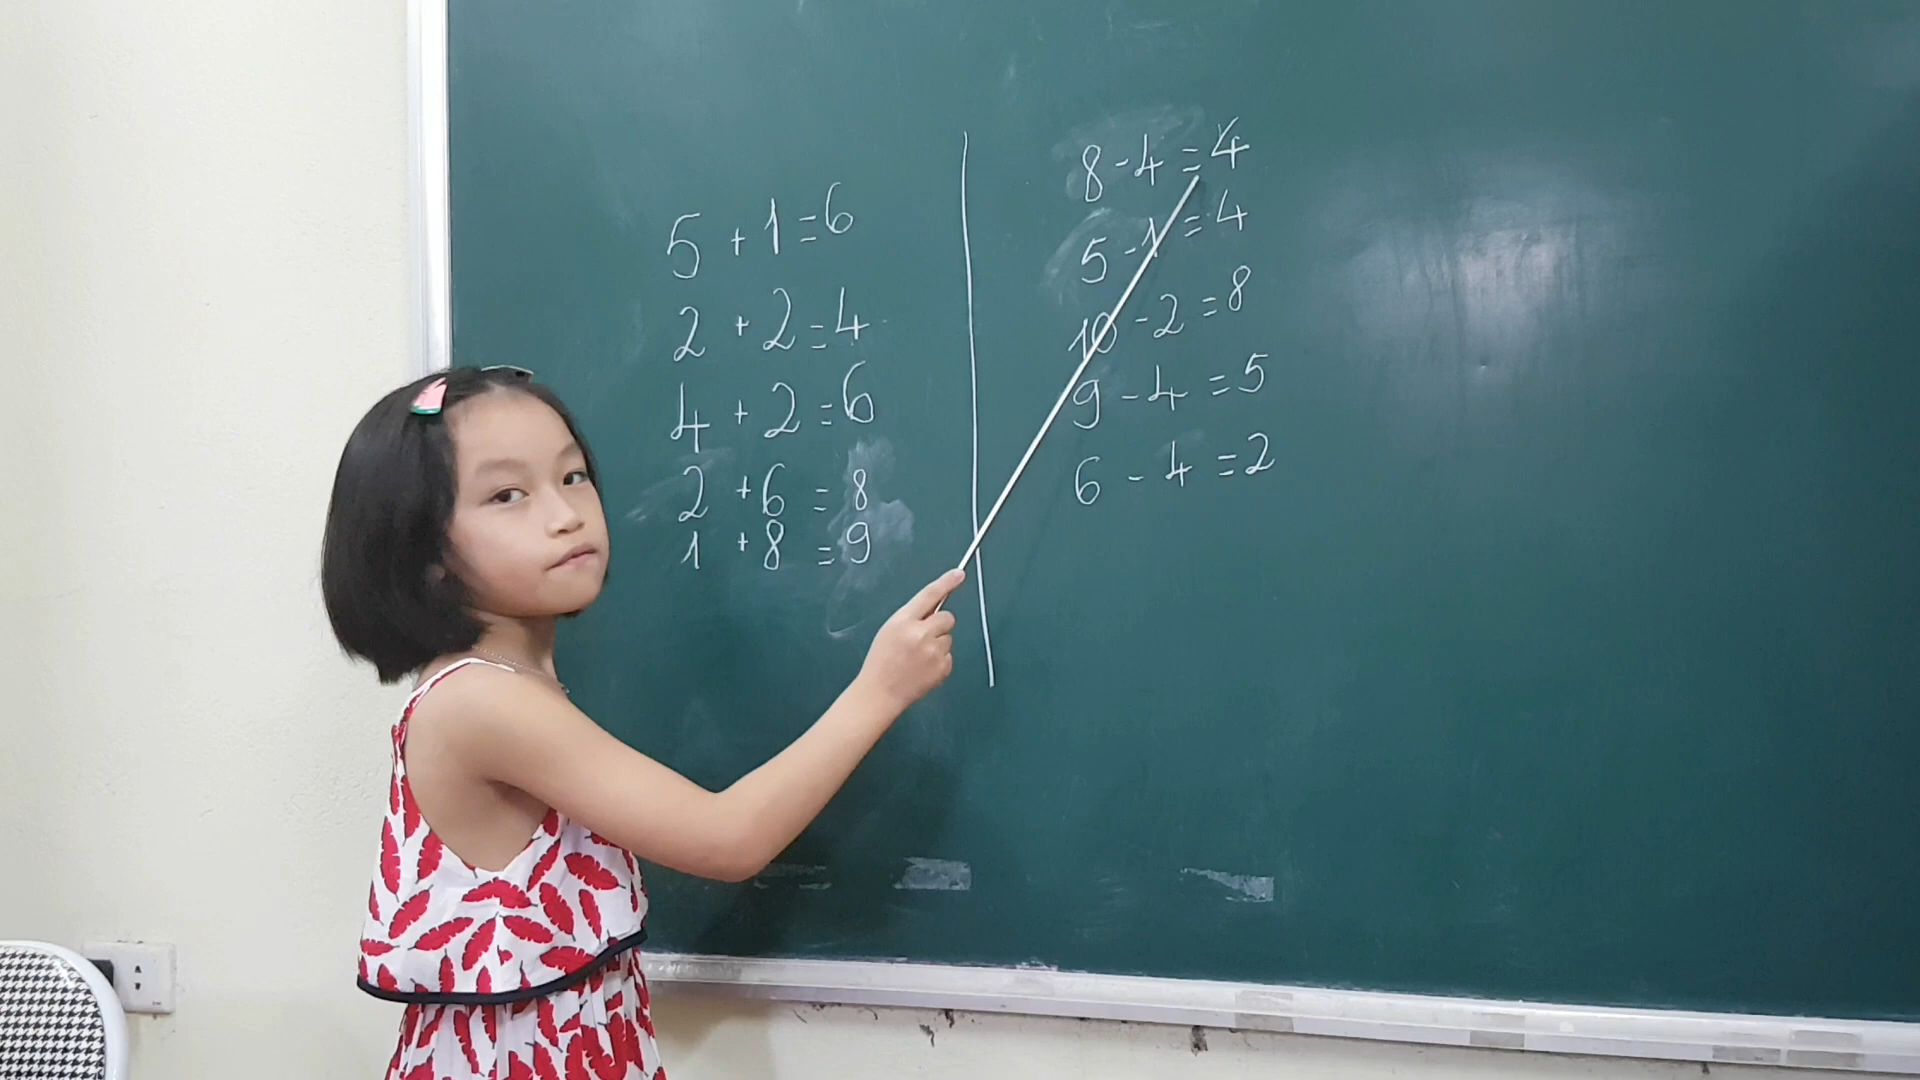 5 + 1 = 6
2 + 2 = 4
4 + 2 = 6
2 + 6 = 8
1 + 8 = 9
8 - 4 = 4
5 - 1 = 4
10 - 2 = 8
9 - 4 = 5
6 - 4 = 2